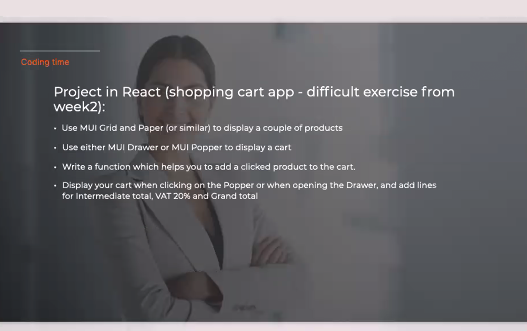 Coding time
Project in React (shopping cart app - difficult exercise from
week2):
• Use MUI Grid and Paper (or similar) to display a couple of products
• Use either MUI Drawer or MUI Popper to display a cart
• Write a function which helps you to add a clicked product to the cart.
• Display your cart when clicking on the Popper or when opening the Drawer, and add lines
for Intermediate total, VAT 20% and Grand total